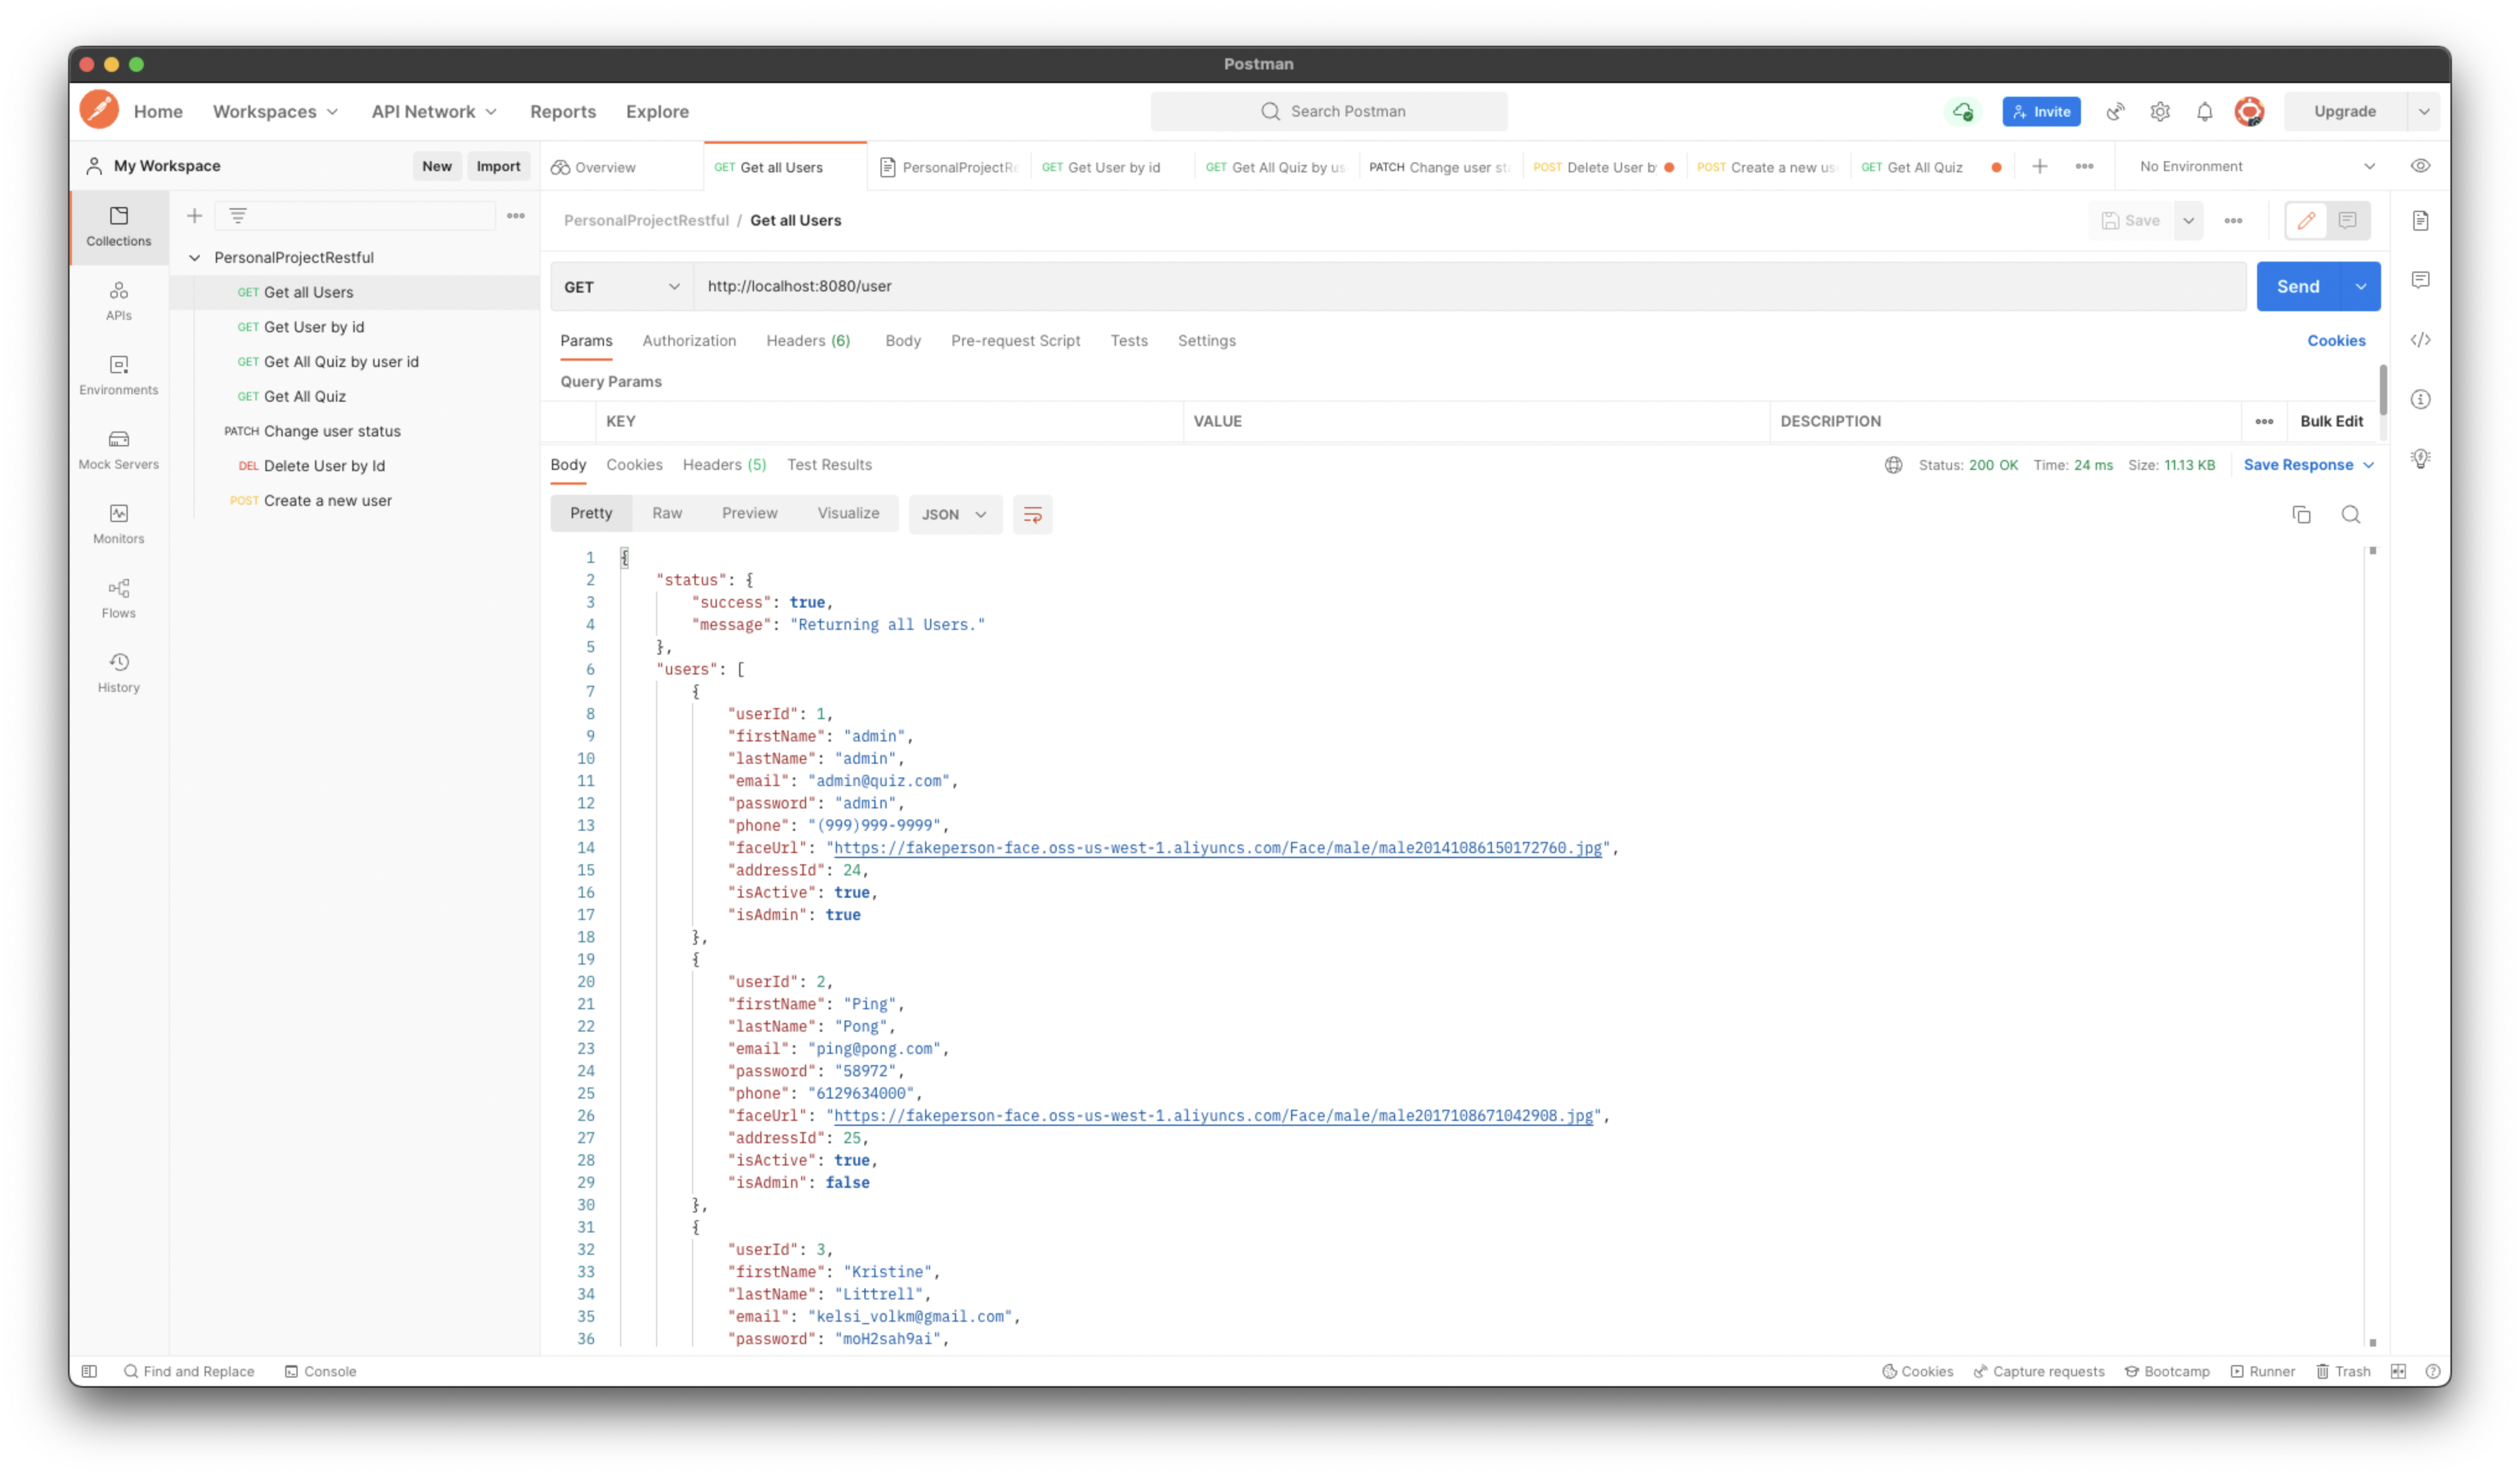 Postman
Home Workspaces API Network Reports Explore Search Postman Invite Upgrade
My Workspace New Import Overview GET Get all Users PersonalProjectRe GET Get User by id GET Get All Quiz by us PATCH Change user sta POST Delete User b POST Create a new us GET Get All Quiz No Environment
PersonalProjectRestful / Get all Users Save
Collections
APIs
Environments
Mock Servers
Monitors
Flows
History
PersonalProjectRestful
GET Get all Users
GET Get User by id
GET Get All Quiz by user id
GET Get All Quiz
PATCH Change user status
DEL Delete User by Id
POST Create a new user
GET http://localhost:8080/user Send
Params Authorization Headers (6) Body Pre-request Script Tests Settings Cookies
Query Params
KEY VALUE DESCRIPTION Bulk Edit
Body Cookies Headers (5) Test Results Status: 200 OK Time: 24 ms Size: 11.13 KB Save Response
Pretty Raw Preview Visualize JSON
1 {
2 "status": {
3 "success": true,
4 "message": "Returning all Users."
5 },
6 "users": [
7 {
8 "userId": 1,
9 "firstName": "admin",
10 "lastName": "admin",
11 "email": "admin@quiz.com",
12 "password": "admin",
13 "phone": "(999)999-9999",
14 "faceUrl": "https://fakeperson-face.oss-us-west-1.aliyuncs.com/Face/male/male20141086150172760.jpg",
15 "addressId": 24,
16 "isActive": true,
17 "isAdmin": true
18 },
19 {
20 "userId": 2,
21 "firstName": "Ping",
22 "lastName": "Pong",
23 "email": "ping@pong.com",
24 "password": "58972",
25 "phone": "6129634000",
26 "faceUrl": "https://fakeperson-face.oss-us-west-1.aliyuncs.com/Face/male/male2017108671042908.jpg",
27 "addressId": 25,
28 "isActive": true,
29 "isAdmin": false
30 },
31 {
32 "userId": 3,
33 "firstName": "Kristine",
34 "lastName": "Littrell",
35 "email": "kelsi_volkm@gmail.com",
36 "password": "moH2sah9ai",
Find and Replace Console Cookies Capture requests Bootcamp Runner Trash